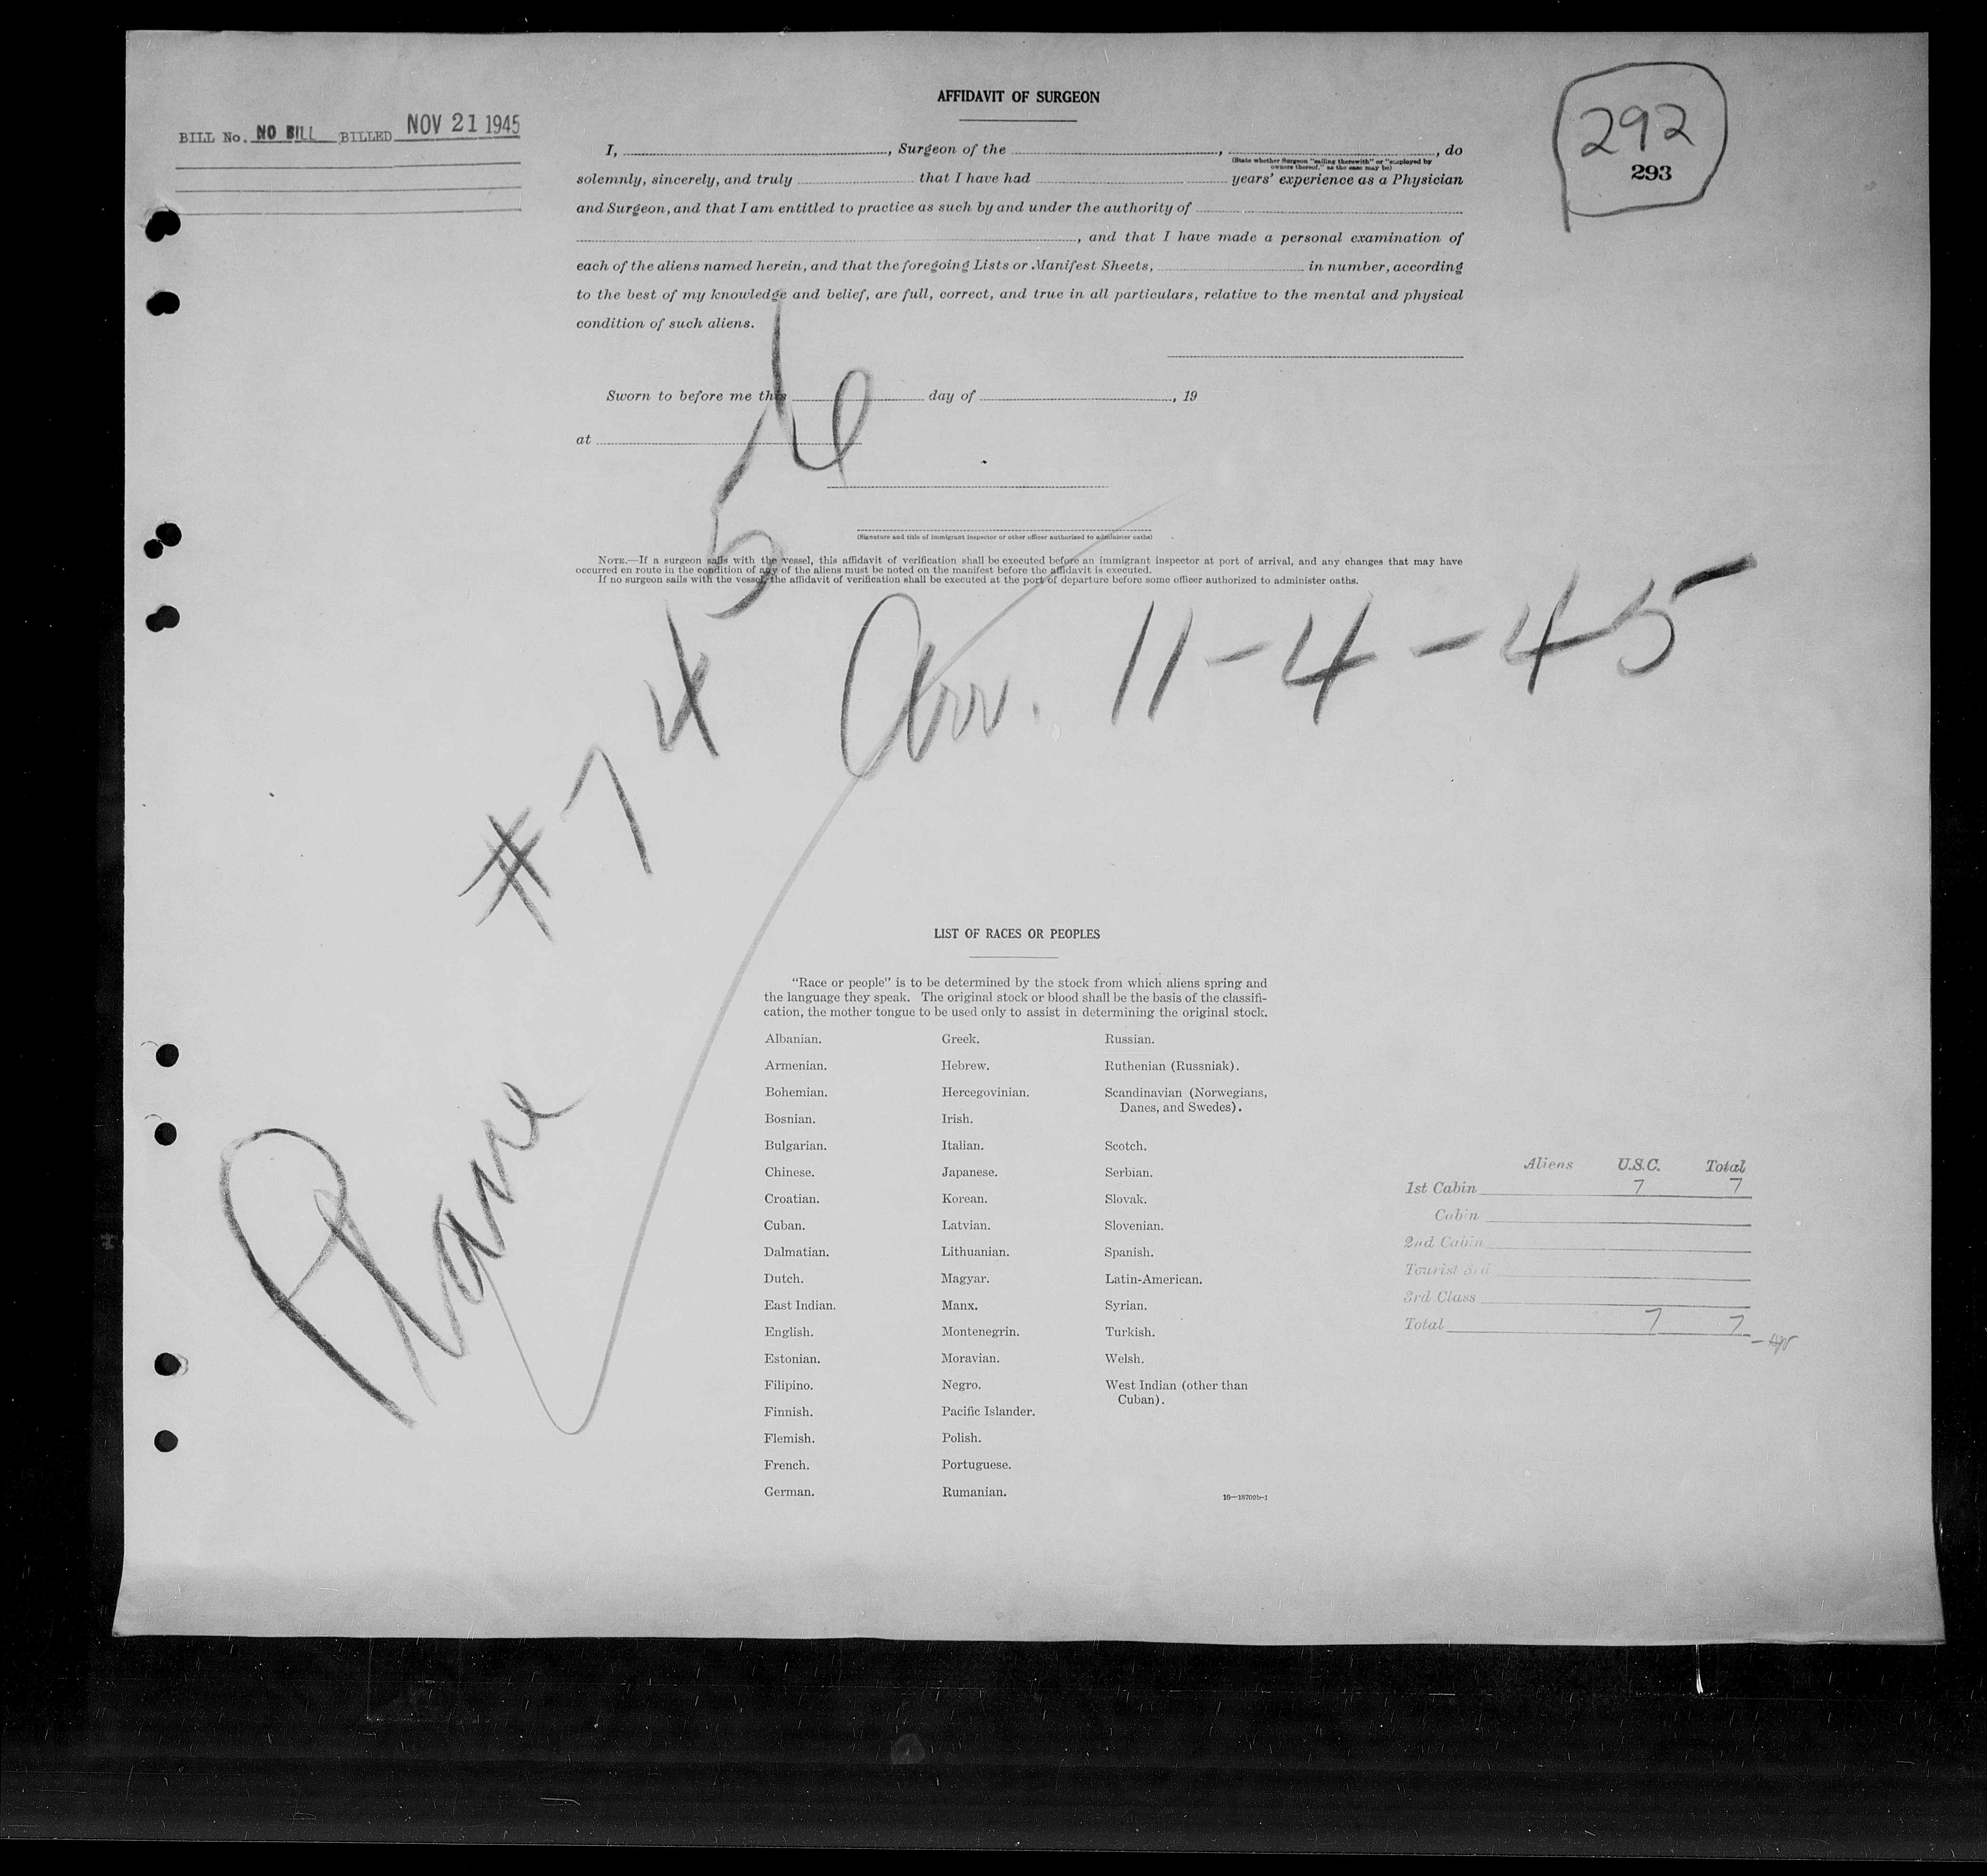 AFFIDAVIT OF SURGEON
BILL No. NO BILL BILLED NOV 21 1945
292
293
I, , Surgeon of the , , do
(State whether Surgeon "sailing therewith" or "employed by
owners thereof," as the case may be)
solemnly, sincerely, and truly that I have had years' experience as a Physician
and Surgeon, and that I am entitled to practice as such by and under the authority of
, and that I have made a personal examination of
each of the aliens named herein, and that the foregoing Lists or Manifest Sheets, in number, according
to the best of my knowledge and belief, are full, correct, and true in all particulars, relative to the mental and physical
condition of such aliens.
Sworn to before me this day of , 19
at
(Signature and title of immigrant inspector or other officer authorized to administer oaths)
NOTE.—If a surgeon sails with the vessel, this affidavit of verification shall be executed before an immigrant inspector at port of arrival, and any changes that may have
occurred en route in the condition of any of the aliens must be noted on the manifest before the affidavit is executed.
If no surgeon sails with the vessel, the affidavit of verification shall be executed at the port of departure before some officer authorized to administer oaths.
Plane #7456
Arr. 11-4-45
LIST OF RACES OR PEOPLES
"Race or people" is to be determined by the stock from which aliens spring and
the language they speak. The original stock or blood shall be the basis of the classifi-
cation, the mother tongue to be used only to assist in determining the original stock.
Albanian.
Armenian.
Bohemian.
Bosnian.
Bulgarian.
Chinese.
Croatian.
Cuban.
Dalmatian.
Dutch.
East Indian.
English.
Estonian.
Filipino.
Finnish.
Flemish.
French.
German.
Greek.
Hebrew.
Hercegovinian.
Irish.
Italian.
Japanese.
Korean.
Latvian.
Lithuanian.
Magyar.
Manx.
Montenegrin.
Moravian.
Negro.
Pacific Islander.
Polish.
Portuguese.
Rumanian.
Russian.
Ruthenian (Russniak).
Scandinavian (Norwegians,
Danes, and Swedes).
Scotch.
Serbian.
Slovak.
Slovenian.
Spanish.
Latin-American.
Syrian.
Turkish.
Welsh.
West Indian (other than
Cuban).
16—18700b-1
Aliens U.S.C. Total
1st Cabin 7 7
Cabin
2nd Cabin
Tourist 3rd
3rd Class
Total 7 7